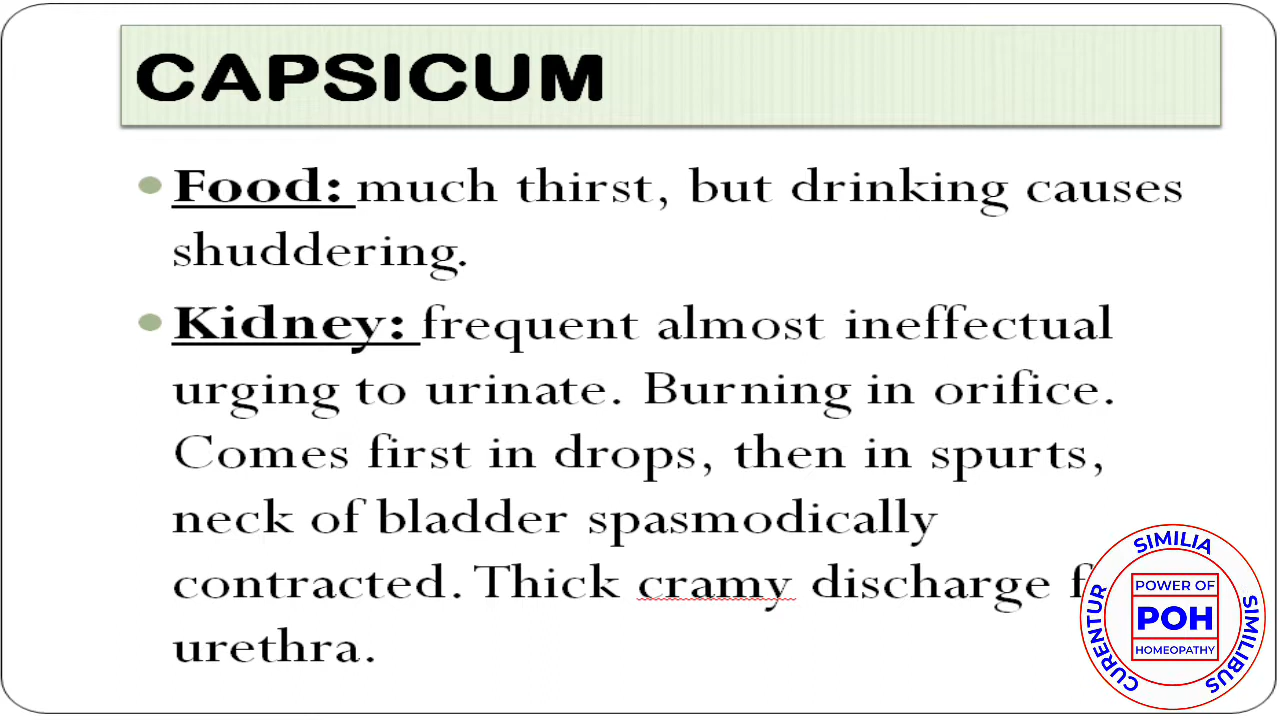 CAPSICUM
Food: much thirst, but drinking causes
shuddering.
Kidney: frequent almost ineffectual
urging to urinate. Burning in orifice.
Comes first in drops, then in spurts,
neck of bladder spasmodically
contracted. Thick cramy discharge
urethra.
SIMILIA
SIMILIBUS
CURENTUR
POWER OF
POH
HOMEOPATHY